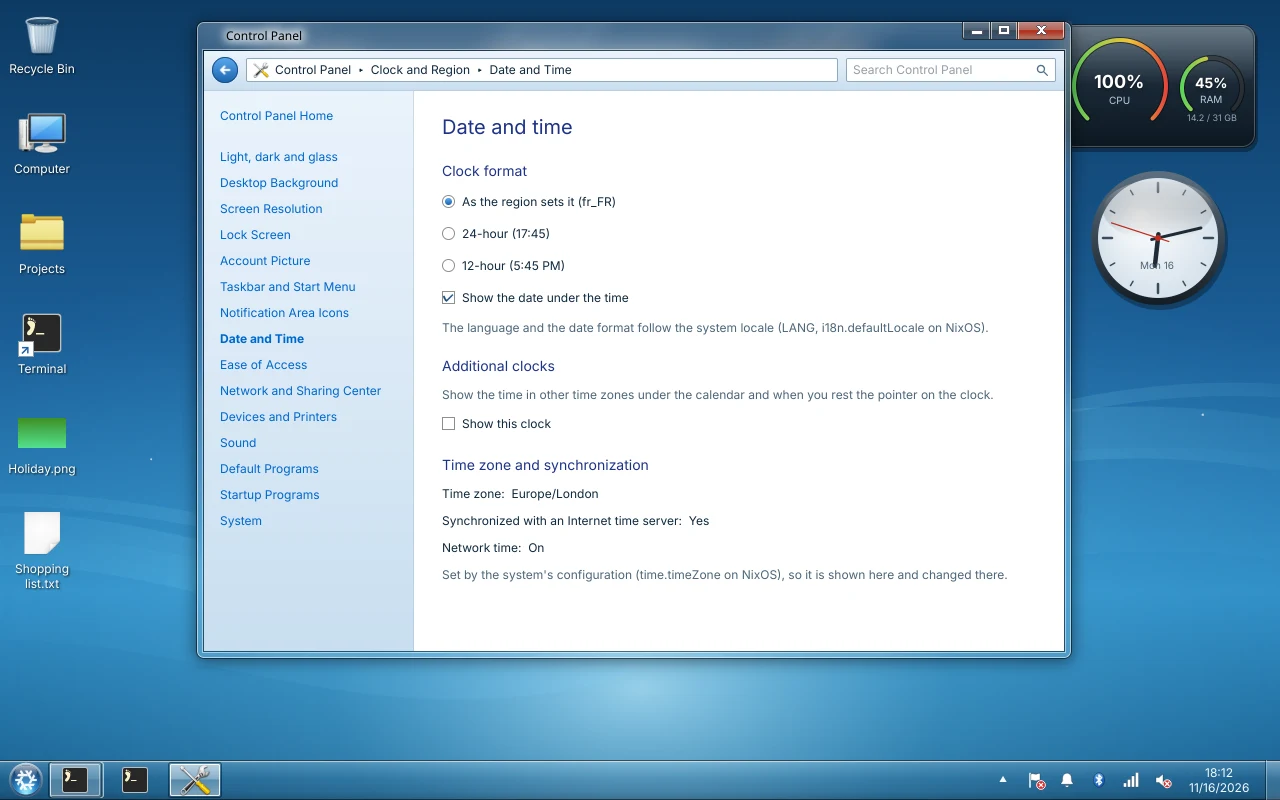 Control Panel
Recycle Bin
Computer
Projects
Terminal
Holiday.png
Shopping
list.txt
Control Panel
Clock and Region
Date and Time
Search Control Panel
Control Panel Home
Light, dark and glass
Desktop Background
Screen Resolution
Lock Screen
Account Picture
Taskbar and Start Menu
Notification Area Icons
Date and Time
Ease of Access
Network and Sharing Center
Devices and Printers
Sound
Default Programs
Startup Programs
System
Date and time
Clock format
As the region sets it (fr_FR)
24-hour (17:45)
12-hour (5:45 PM)
Show the date under the time
The language and the date format follow the system locale (LANG, i18n.defaultLocale on NixOS).
Additional clocks
Show the time in other time zones under the calendar and when you rest the pointer on the clock.
Show this clock
Time zone and synchronization
Time zone: Europe/London
Synchronized with an Internet time server: Yes
Network time: On
Set by the system's configuration (time.timeZone on NixOS), so it is shown here and changed there.
100%
CPU
45%
RAM
14.2 / 31 GB
Mon 16
18:12
11/16/2026